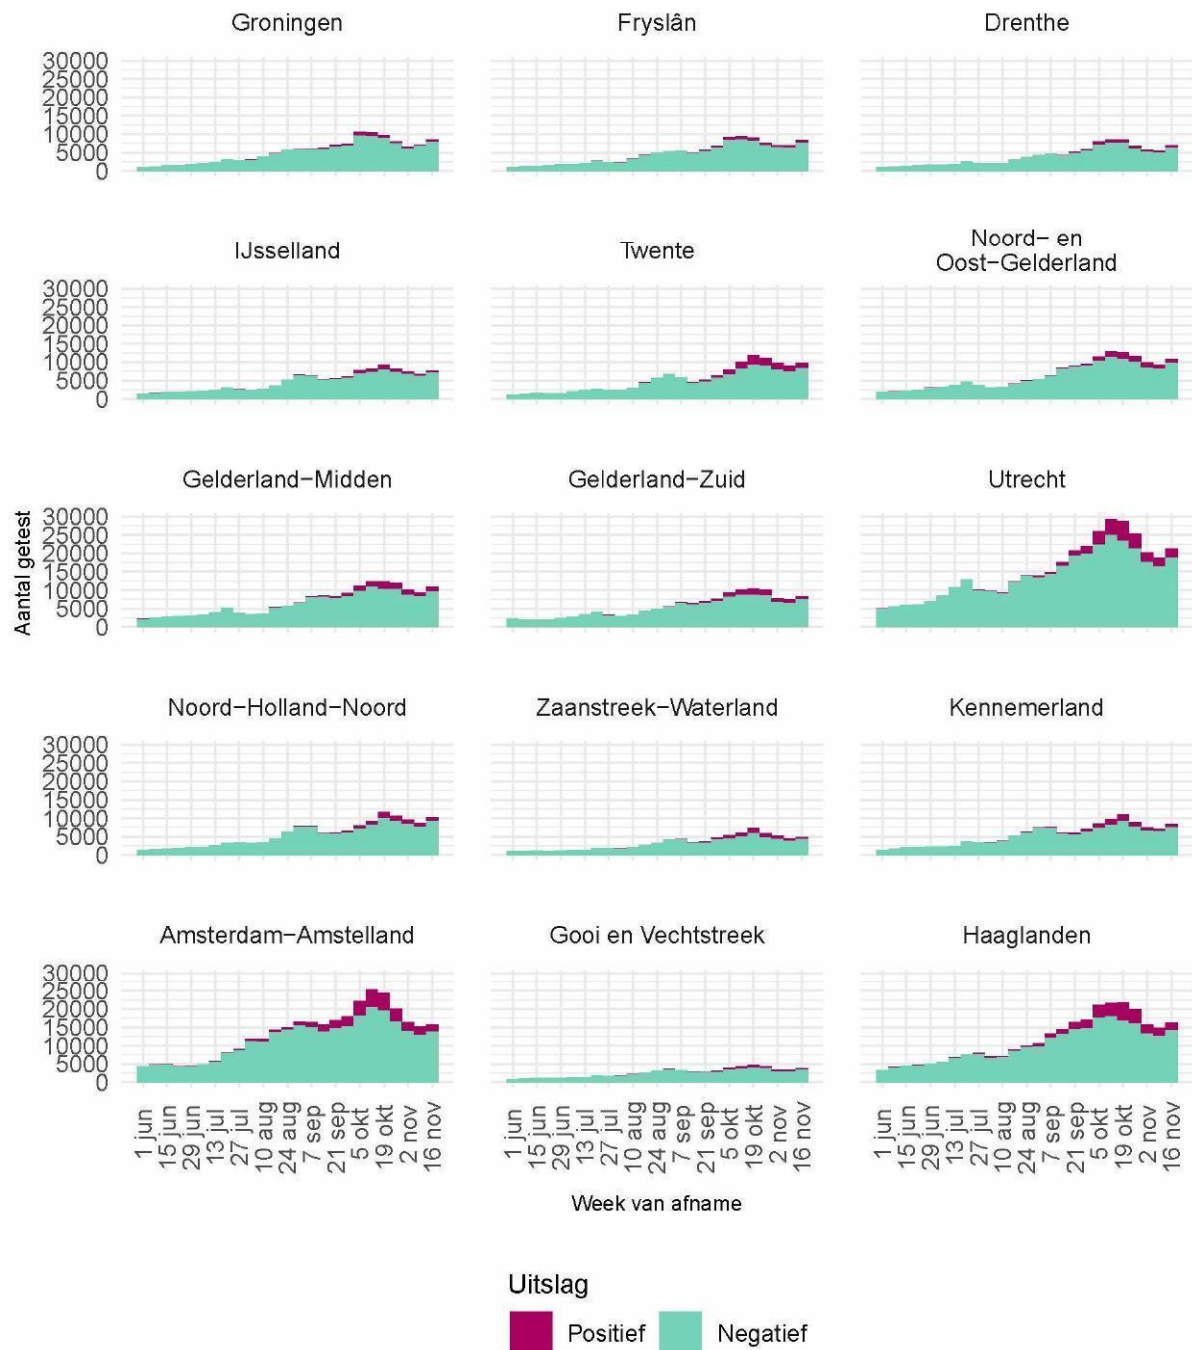 Groningen
Fryslân
Drenthe
30000
25000
20000
15000
10000
5000
0
IJsselland
Twente
Noord− en
Oost−Gelderland
30000
25000
20000
15000
10000
5000
0
Gelderland−Midden
Gelderland−Zuid
Utrecht
Aantal getest
30000
25000
20000
15000
10000
5000
0
Noord−Holland−Noord
Zaanstreek−Waterland
Kennemerland
30000
25000
20000
15000
10000
5000
0
Amsterdam−Amstelland
Gooi en Vechtstreek
Haaglanden
30000
25000
20000
15000
10000
5000
0
1 jun
15 jun
29 jun
13 jul
27 jul
10 aug
24 aug
7 sep
21 sep
5 okt
19 okt
2 nov
16 nov
1 jun
15 jun
29 jun
13 jul
27 jul
10 aug
24 aug
7 sep
21 sep
5 okt
19 okt
2 nov
16 nov
1 jun
15 jun
29 jun
13 jul
27 jul
10 aug
24 aug
7 sep
21 sep
5 okt
19 okt
2 nov
16 nov
Week van afname
Uitslag
Positief
Negatief